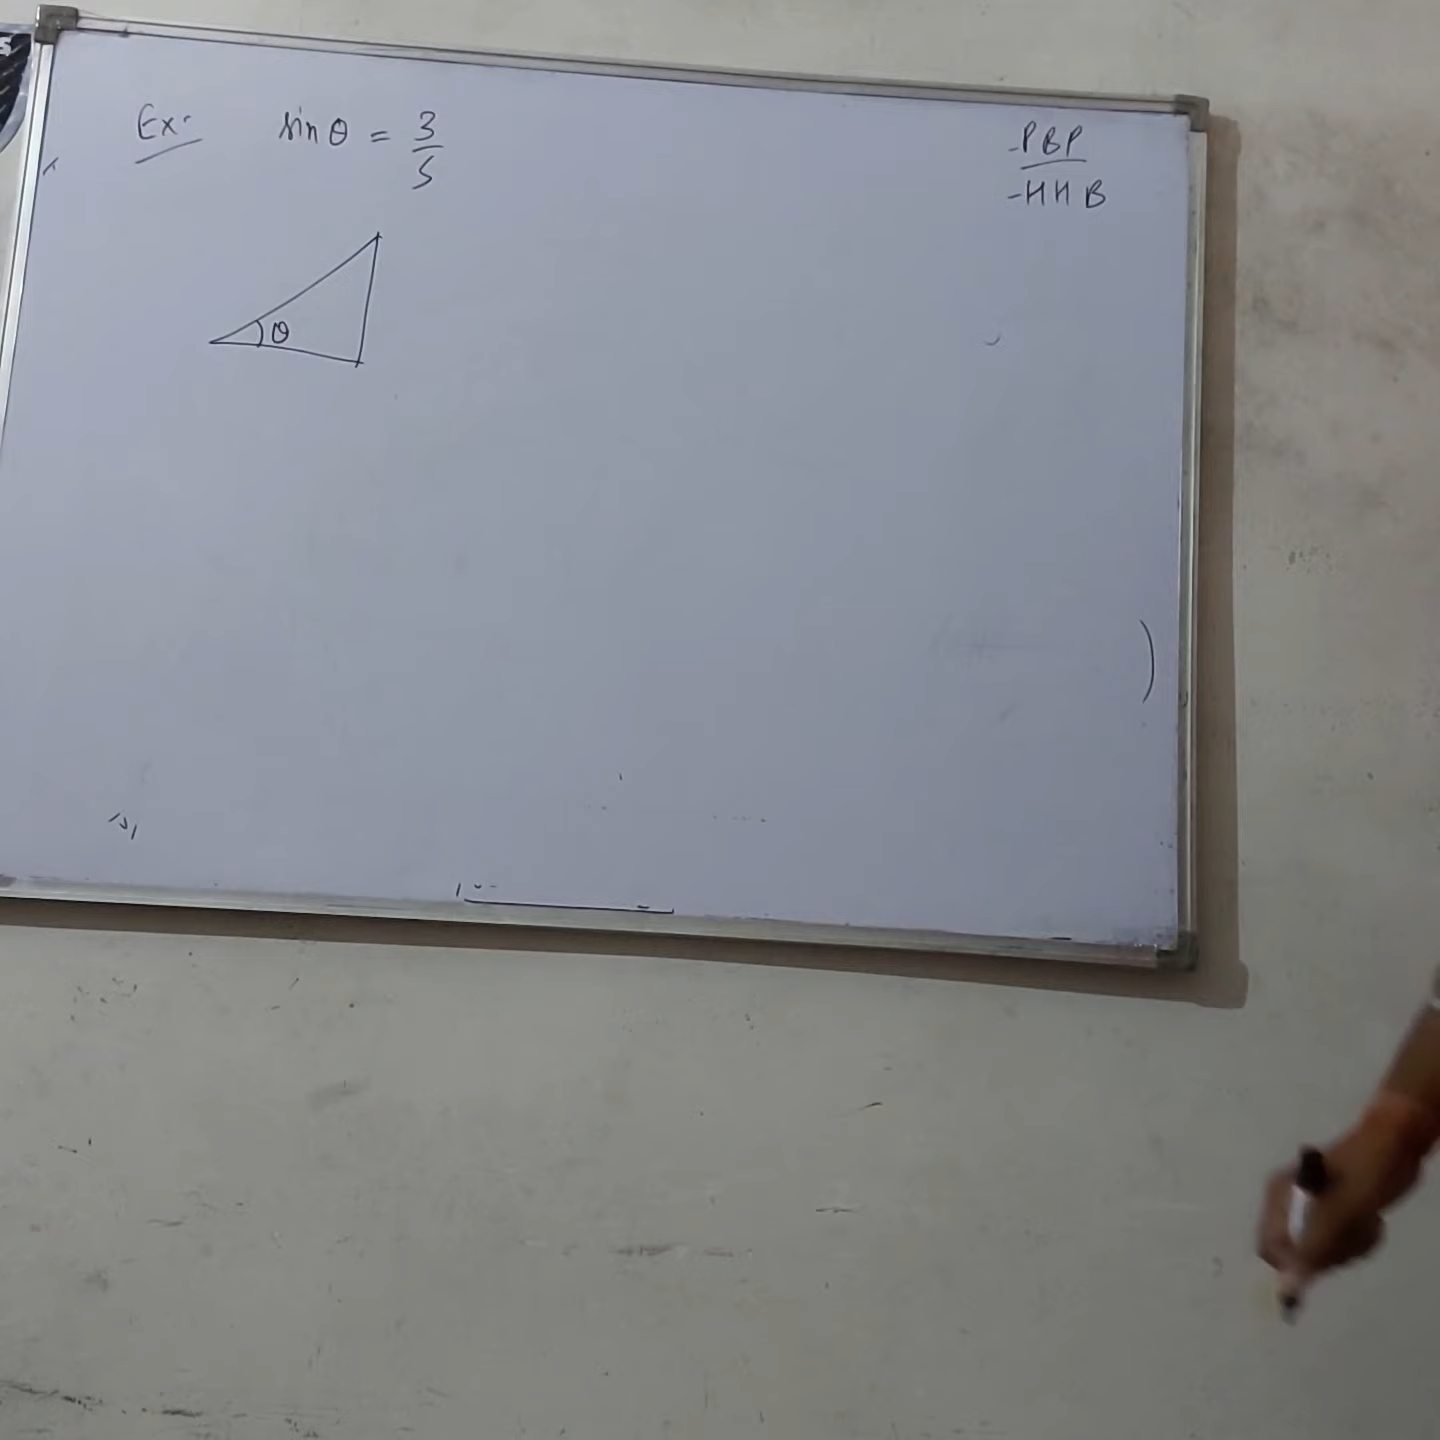 Ex:
sin θ = 3/5
PBP
HHB
θ